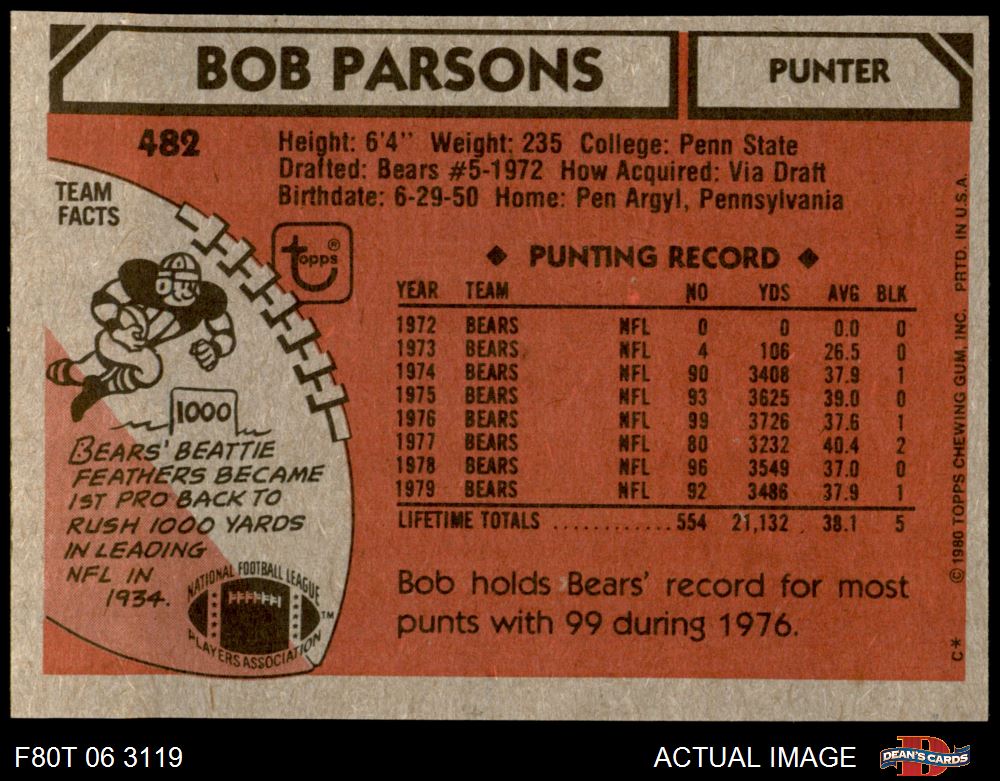 BOB PARSONS
PUNTER
482
Height: 6'4" Weight: 235 College: Penn State
Drafted: Bears #5-1972 How Acquired: Via Draft
Birthdate: 6-29-50 Home: Pen Argyl, Pennsylvania
TEAM
FACTS
topps®
◆ PUNTING RECORD ◆
YEAR TEAM NO YDS AVG BLK
1972 BEARS NFL 0 0 0.0 0
1973 BEARS NFL 4 106 26.5 0
1974 BEARS NFL 90 3408 37.9 1
1975 BEARS NFL 93 3625 39.0 0
1976 BEARS NFL 99 3726 37.6 1
1977 BEARS NFL 80 3232 40.4 2
1978 BEARS NFL 96 3549 37.0 0
1979 BEARS NFL 92 3486 37.9 1
LIFETIME TOTALS ........... 554 21,132 38.1 5
1000
BEARS' BEATTIE
FEATHERS BECAME
1ST PRO BACK TO
RUSH 1000 YARDS
IN LEADING
NFL IN
1934.
NATIONAL FOOTBALL LEAGUE
PLAYERS ASSOCIATION
TM
Bob holds Bears' record for most
punts with 99 during 1976.
© 1980 TOPPS CHEWING GUM, INC. PRTD. IN U.S.A.
C*
F80T 06 3119
ACTUAL IMAGE
D
DEAN'S CARDS